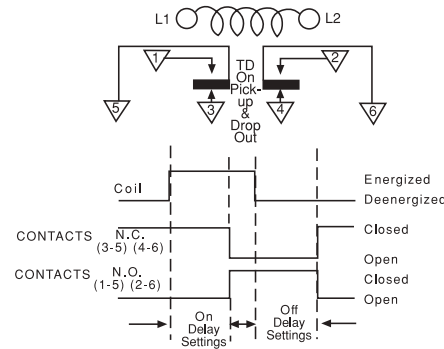 L1 L2
1 2
TD
On
Pick-
up
&
Drop
Out
5 3 4 6
Coil
Energized
Deenergized
CONTACTS N.C.
(3-5) (4-6)
Closed
Open
CONTACTS N.O.
(1-5) (2-6)
Closed
Open
On
Delay
Settings
Off
Delay
Settings